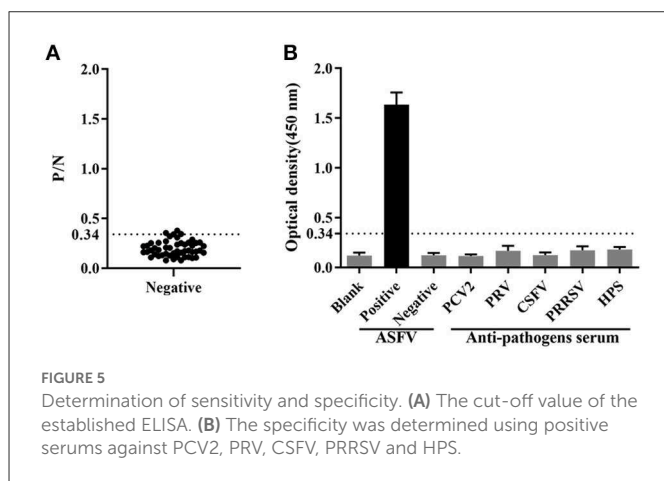 A
2.0
1.5
1.0
0.5
0.34
0.0
P/N
Negative
B
2.0
1.5
1.0
0.5
0.34
0.0
Optical density(450 nm)
Blank
Positive
Negative
PCV2
PRV
CSFV
PRRSV
HPS
ASFV
Anti-pathogens serum
FIGURE 5
Determination of sensitivity and specificity. (A) The cut-off value of the
established ELISA. (B) The specificity was determined using positive
serums against PCV2, PRV, CSFV, PRRSV and HPS.